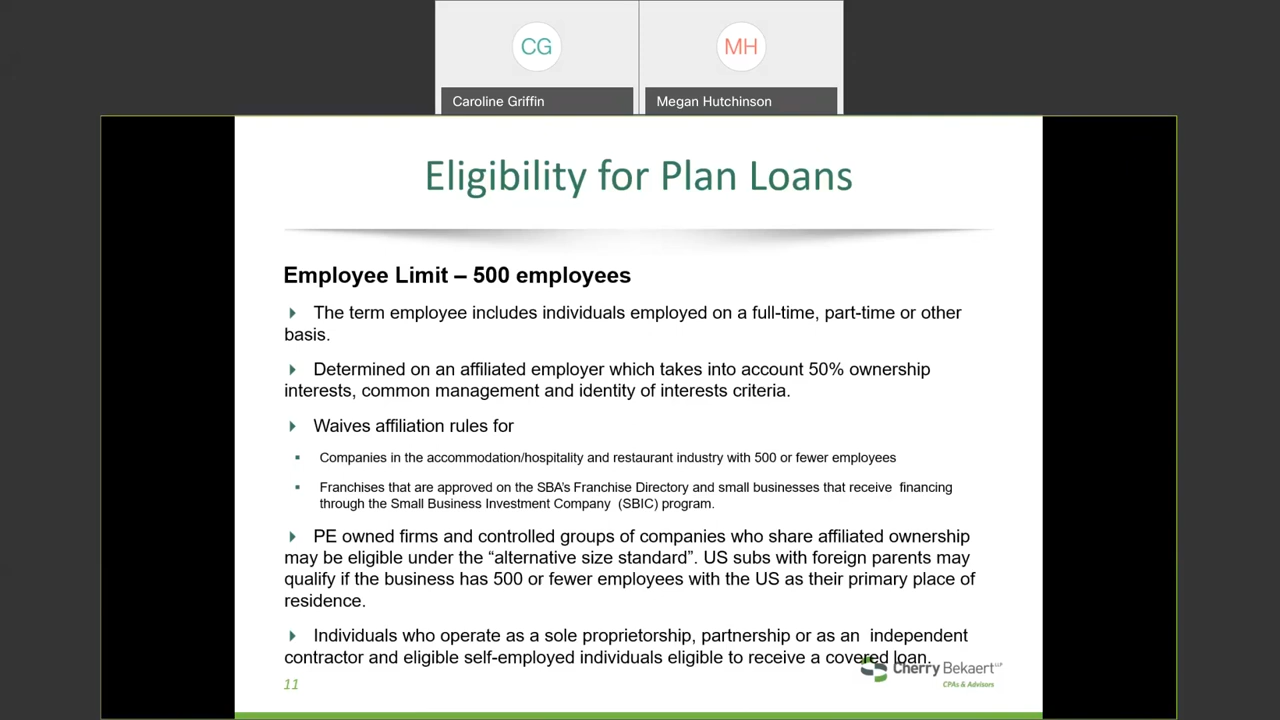 CG
MH
Caroline Griffin
Megan Hutchinson
Eligibility for Plan Loans
Employee Limit – 500 employees
The term employee includes individuals employed on a full-time, part-time or other
basis.
Determined on an affiliated employer which takes into account 50% ownership
interests, common management and identity of interests criteria.
Waives affiliation rules for
Companies in the accommodation/hospitality and restaurant industry with 500 or fewer employees
Franchises that are approved on the SBA's Franchise Directory and small businesses that receive  financing
through the Small Business Investment Company  (SBIC) program.
PE owned firms and controlled groups of companies who share affiliated ownership
may be eligible under the “alternative size standard”. US subs with foreign parents may
qualify if the business has 500 or fewer employees with the US as their primary place of
residence.
Individuals who operate as a sole proprietorship, partnership or as an  independent
contractor and eligible self-employed individuals eligible to receive a covered loan.
Cherry Bekaert LLP
CPAs & Advisors
11